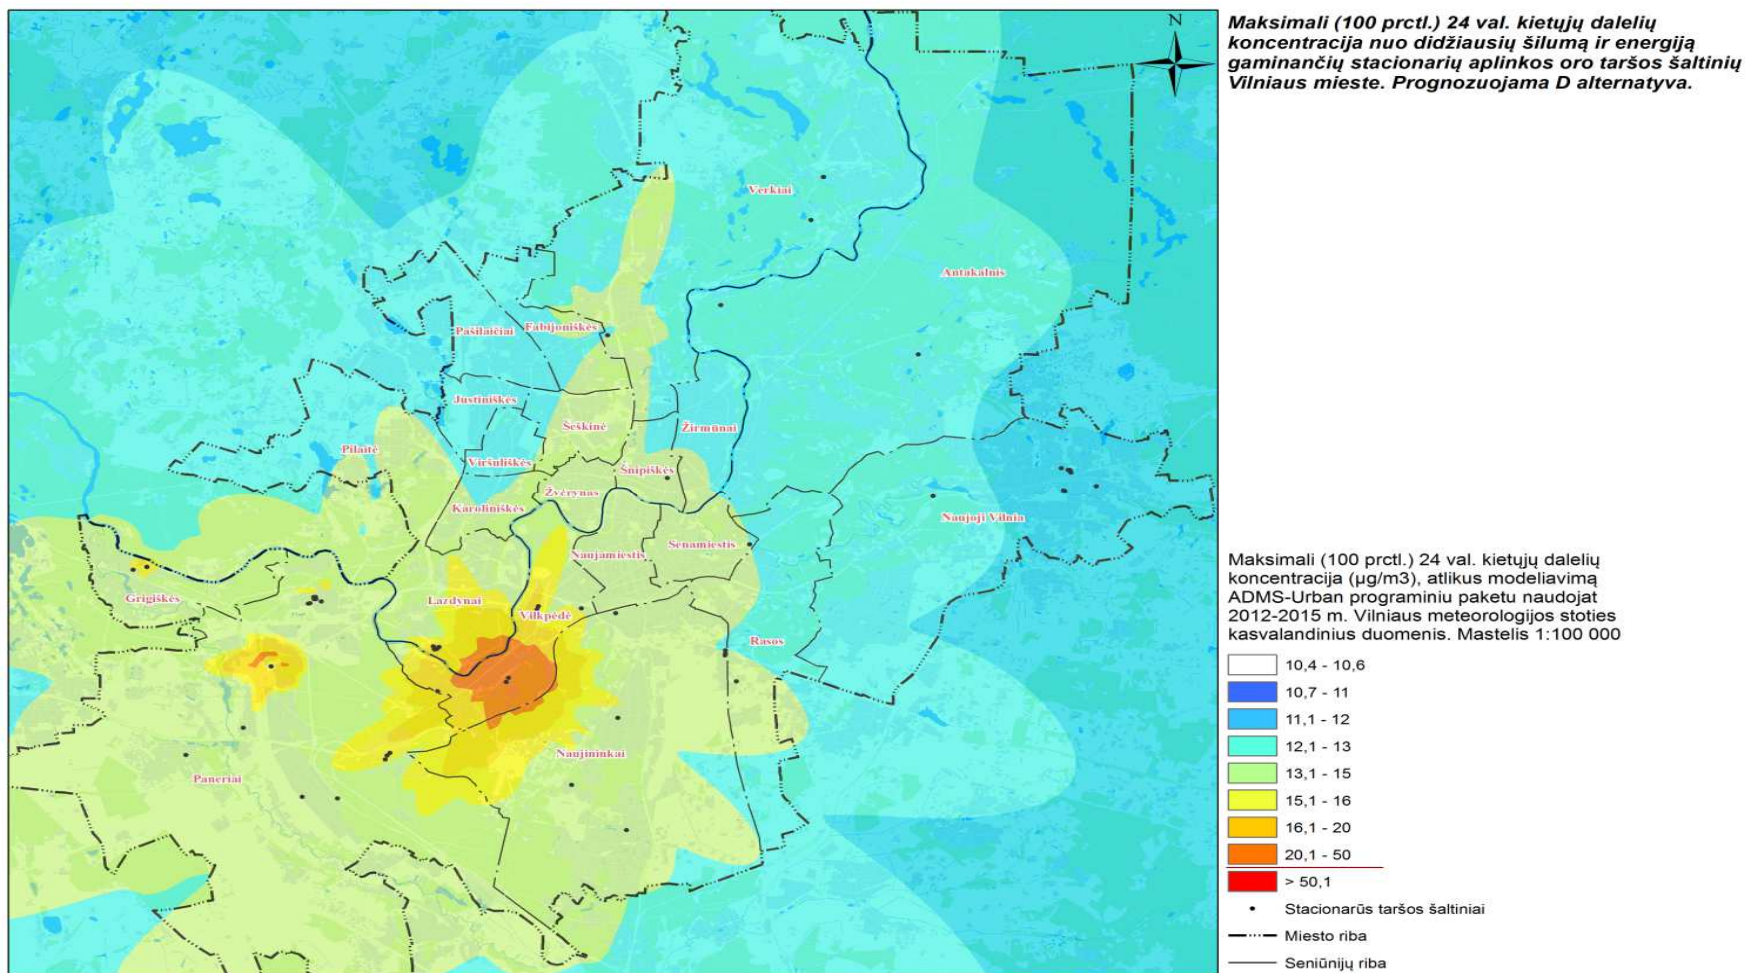 Maksimali (100 prctl.) 24 val. kietųjų dalelių
koncentracija nuo didžiausių šilumą ir energiją
gaminančių stacionarių aplinkos oro taršos šaltinių
Vilniaus mieste. Prognozuojama D alternatyva.
N
Verkiai
Antakalnis
Pašilaičiai
Fabijoniškės
Justiniškės
Šeškinė
Žirmūnai
Pilaitė
Viršuliškės
Šnipiškės
Žvėrynas
Karoliniškės
Naujoji Vilnia
Senamiestis
Naujamiestis
Grigiškės
Lazdynai
Vilkpėdė
Rasos
Naujininkai
Paneriai
Maksimali (100 prctl.) 24 val. kietųjų dalelių
koncentracija (µg/m3), atlikus modeliavimą
ADMS-Urban programiniu paketu naudojat
2012-2015 m. Vilniaus meteorologijos stoties
kasvalandinius duomenis. Mastelis 1:100 000
10,4 - 10,6
10,7 - 11
11,1 - 12
12,1 - 13
13,1 - 15
15,1 - 16
16,1 - 20
20,1 - 50
> 50,1
Stacionarūs taršos šaltiniai
Miesto riba
Seniūnijų riba